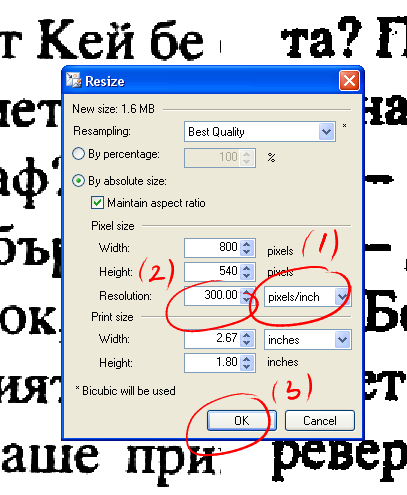 т Кей бе
та? П
Resize
New size: 1.6 MB
Resampling: Best Quality *
By percentage: 100 %
By absolute size:
Maintain aspect ratio
Pixel size
(1)
Width: 800 pixels
(2)
Height: 540 pixels
Resolution: 300.00 pixels/inch
Print size
Width: 2.67 inches
Height: 1.80 inches
* Bicubic will be used
(3)
OK Cancel
нет
на
аф?
бър
ок
Бе
ият
ет
аше при
ревер